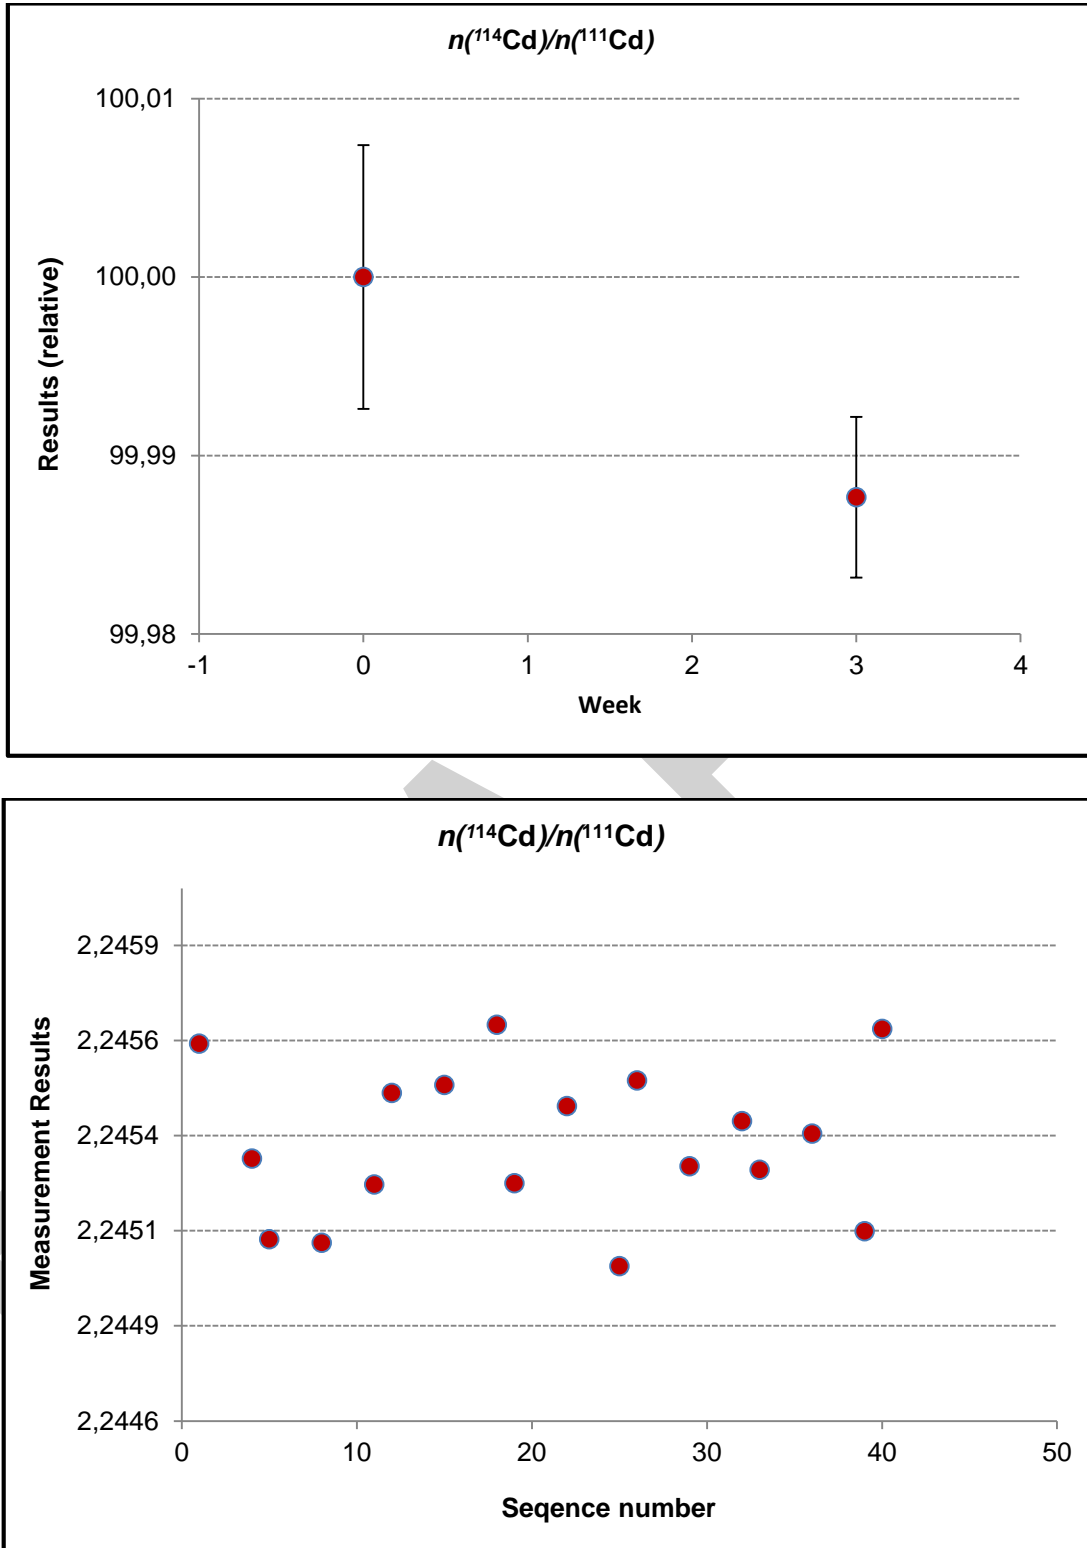 n(¹¹⁴Cd)/n(¹¹¹Cd)
100,01
100,00
99,99
99,98
Results (relative)
-1 0 1 2 3 4
Week
n(¹¹⁴Cd)/n(¹¹¹Cd)
2,2459
2,2456
2,2454
2,2451
2,2449
2,2446
Measurement Results
0 10 20 30 40 50
Seqence number